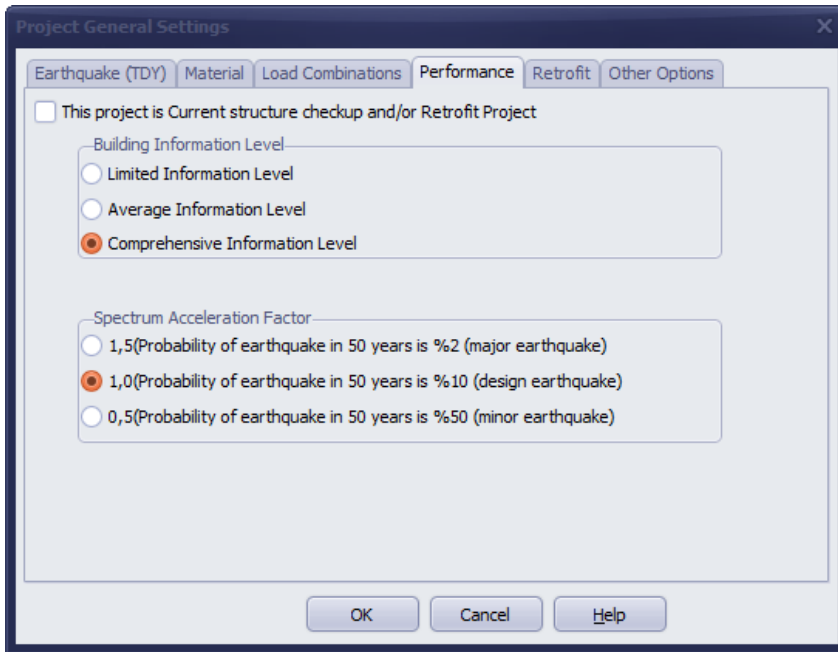 Project General Settings
Earthquake (TDY) Material Load Combinations Performance Retrofit Other Options
This project is Current structure checkup and/or Retrofit Project
Building Information Level
Limited Information Level
Average Information Level
Comprehensive Information Level
Spectrum Acceleration Factor
1,5(Probability of earthquake in 50 years is %2 (major earthquake)
1,0(Probability of earthquake in 50 years is %10 (design earthquake)
0,5(Probability of earthquake in 50 years is %50 (minor earthquake)
OK Cancel Help